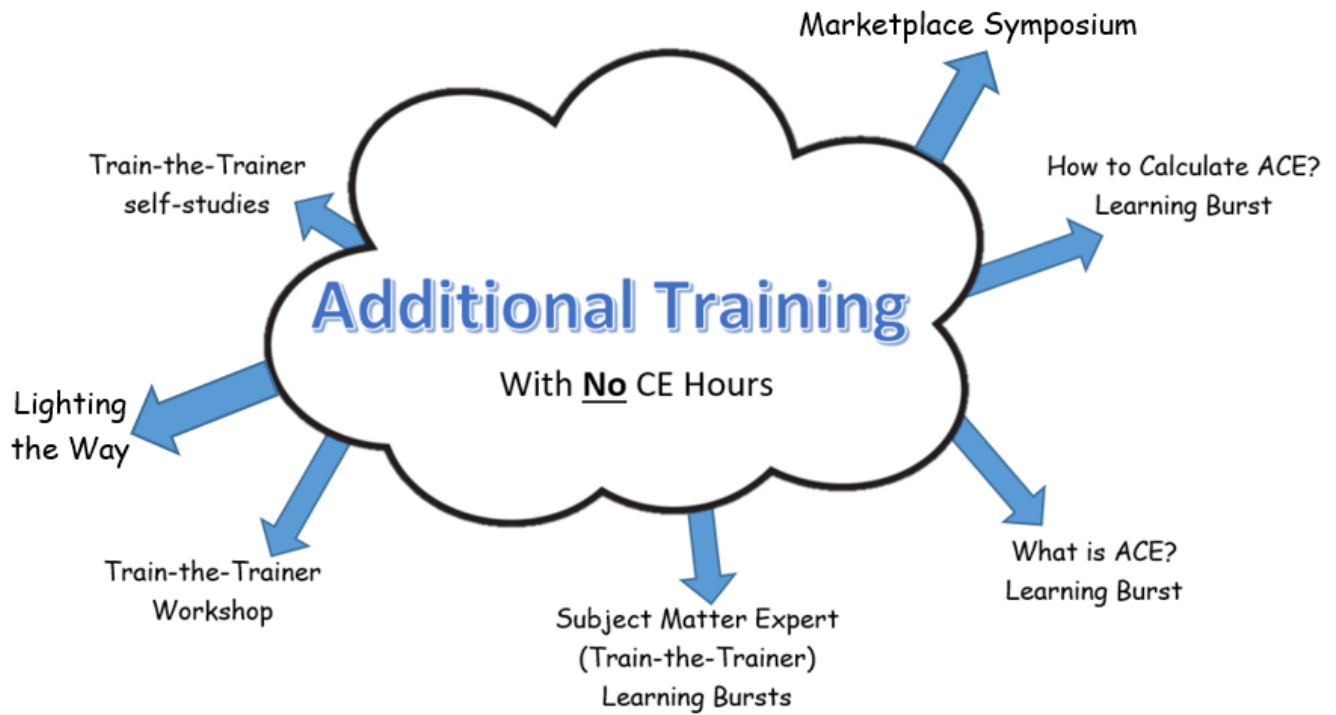 Marketplace Symposium
Train-the-Trainer
self-studies
How to Calculate ACE?
Learning Burst
Additional Training
With No CE Hours
Lighting
the Way
Train-the-Trainer
Workshop
What is ACE?
Learning Burst
Subject Matter Expert
(Train-the-Trainer)
Learning Bursts